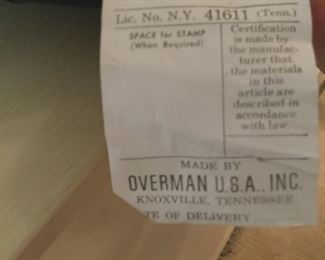 Lic. No. N.Y. 41611 (Tenn.)
SPACE for STAMP
(When Required)
Certification
is made by
the manufac-
turer that
the materials
in this
article are
described in
accordance
with law.
MADE BY
OVERMAN U.S.A., INC.
KNOXVILLE, TENNESSEE
TE OF DELIVERY